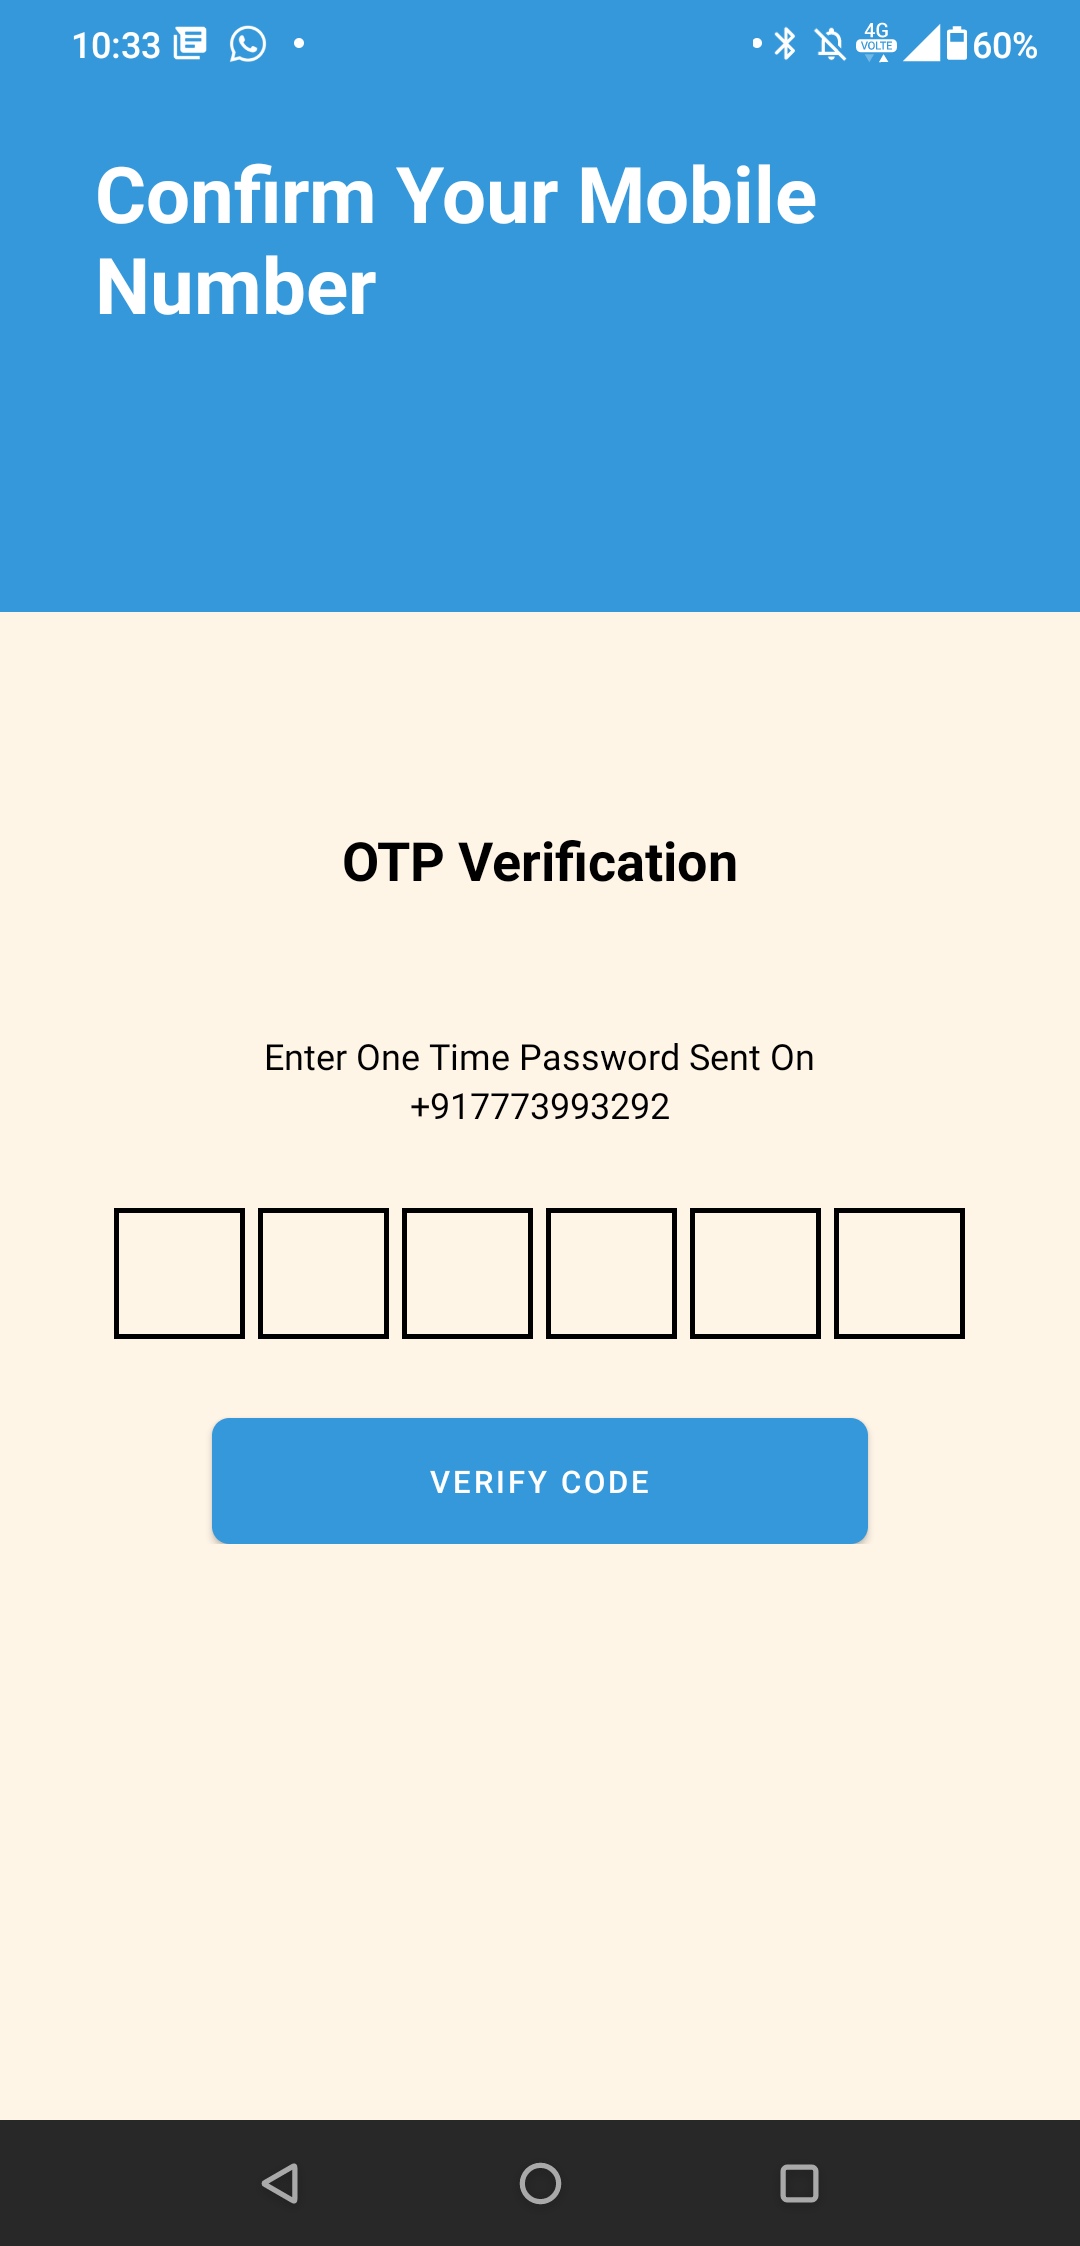 10:33
4G
VOLTE
60%
Confirm Your Mobile
Number
OTP Verification
Enter One Time Password Sent On
+917773993292
VERIFY CODE